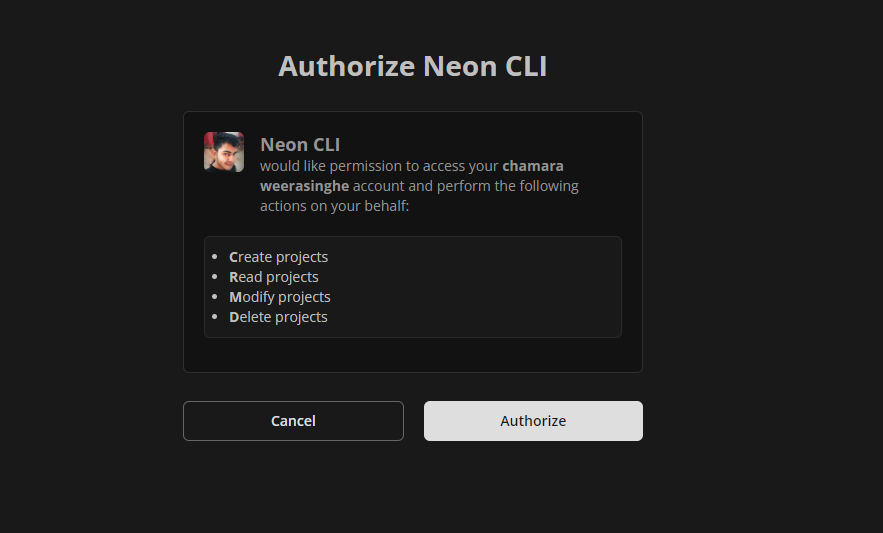 Authorize Neon CLI
Neon CLI
would like permission to access your chamara
weerasinghe account and perform the following
actions on your behalf:
Create projects
Read projects
Modify projects
Delete projects
Cancel
Authorize